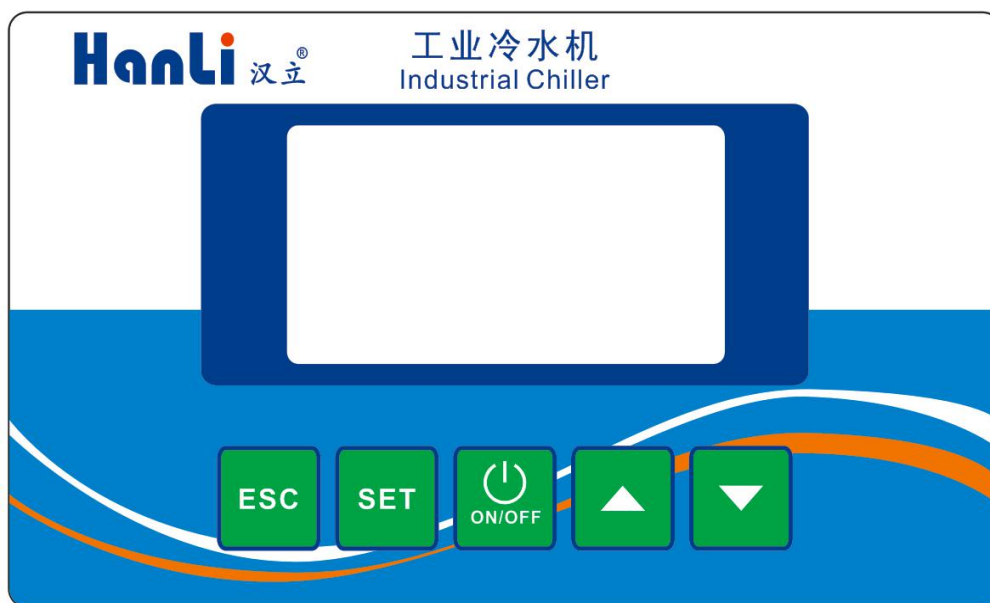 HanLi 汉立®
工业冷水机
Industrial Chiller
ESC
SET
ON/OFF